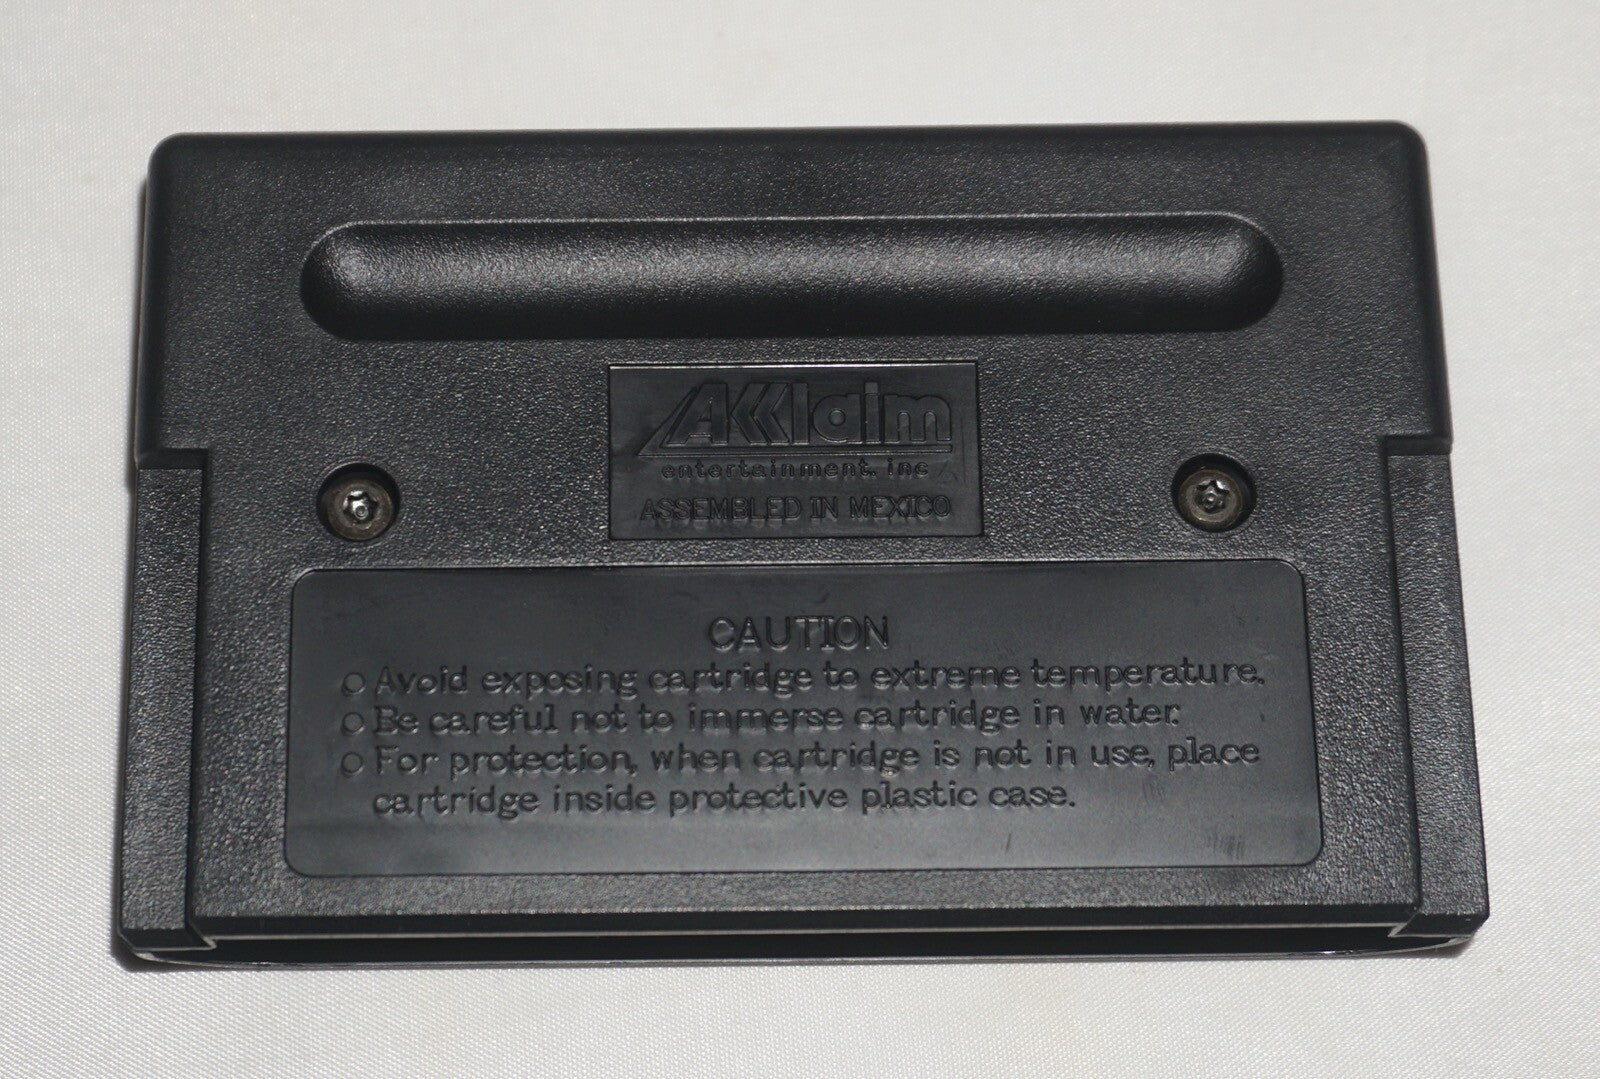 Acclaim
entertainment, inc
ASSEMBLED IN MEXICO
CAUTION
○ Avoid exposing cartridge to extreme temperature.
○ Be careful not to immerse cartridge in water.
○ For protection, when cartridge is not in use, place
cartridge inside protective plastic case.